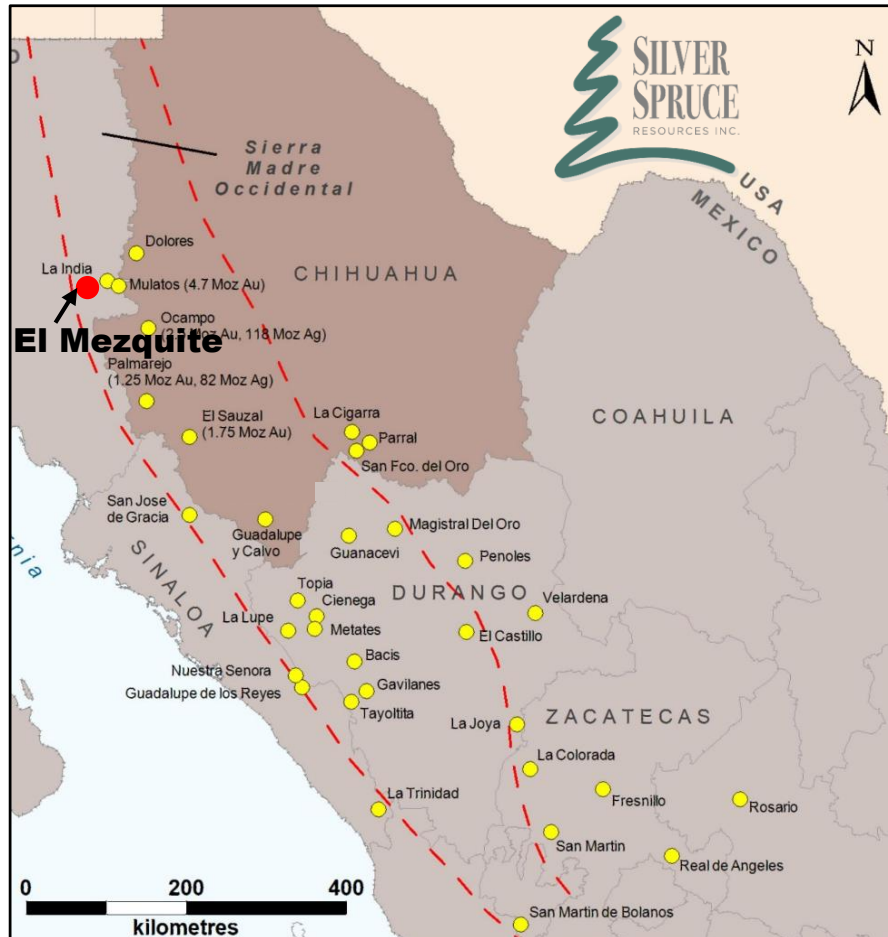 SILVER
SPRUCE
RESOURCES INC.
N
USA
MEXICO
Sierra
Madre
Occidental
Dolores
CHIHUAHUA
La India
Mulatos (4.7 Moz Au)
El Mezquite
Ocampo
Moz Au, 118 Moz Ag)
Palmarejo
(1.25 Moz Au, 82 Moz Ag)
El Sauzal
(1.75 Moz Au)
La Cigarra
Parral
San Fco. del Oro
COAHUILA
San Jose
de Gracia
Guadalupe
y Calvo
Magistral Del Oro
Guanacevi
Penoles
SINALOA
Topia
Cienega
DURANGO
Velardena
La Lupe
Metates
El Castillo
Bacis
Nuestra Senora
Gavilanes
Guadalupe de los Reyes
Tayoltita
La Joya
ZACATECAS
La Colorada
La Trinidad
Fresnillo
Rosario
San Martin
Real de Angeles
San Martin de Bolanos
0 200 400
kilometres